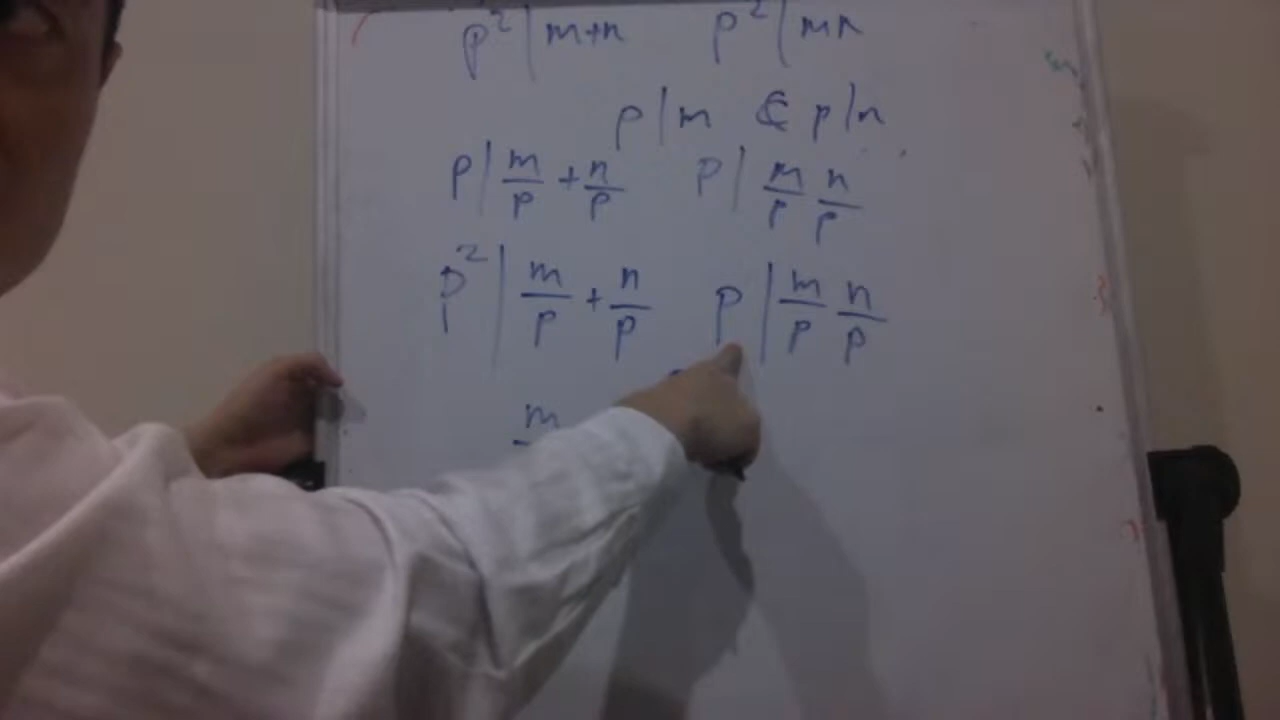 p²|m+n p²|mn
p|m & p|n
p|m/p + n/p p|m/p n/p
p²|m/p + n/p p|m/p n/p
m